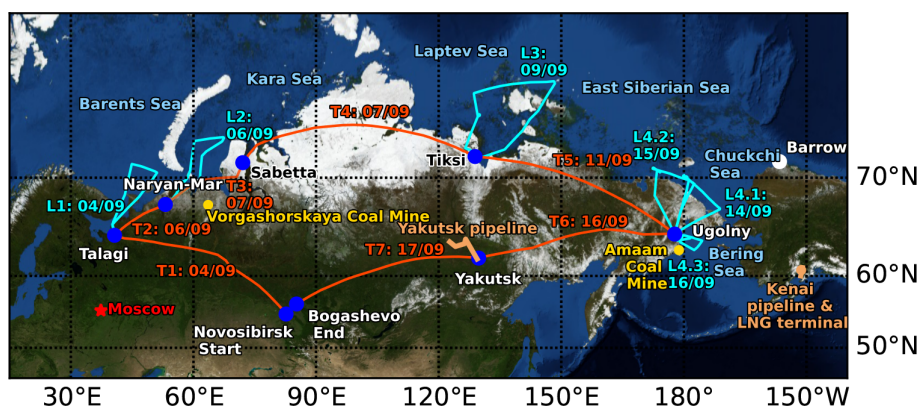 Laptev Sea
L3:
09/09
Kara Sea
East Siberian Sea
Barents Sea
L2:
06/09
T4: 07/09
L4.2:
15/09
Barrow
Chuckchi
Sea
Tiksi
T5: 11/09
Sabetta
70°N
Naryan-Mar
T3:
07/09
L4.1:
14/09
L1: 04/09
Vorgashorskaya Coal Mine
T6: 16/09
T2: 06/09
Yakutsk pipeline
Ugolny
Talagi
T7: 17/09
Amaam
Coal
Mine
Bering
Sea
L4.3:
16/09
T1: 04/09
Yakutsk
60°N
Kenai
pipeline &
LNG terminal
Moscow
Novosibirsk
Start
Bogashevo
End
50°N
30°E
60°E
90°E
120°E
150°E
180°E
150°W